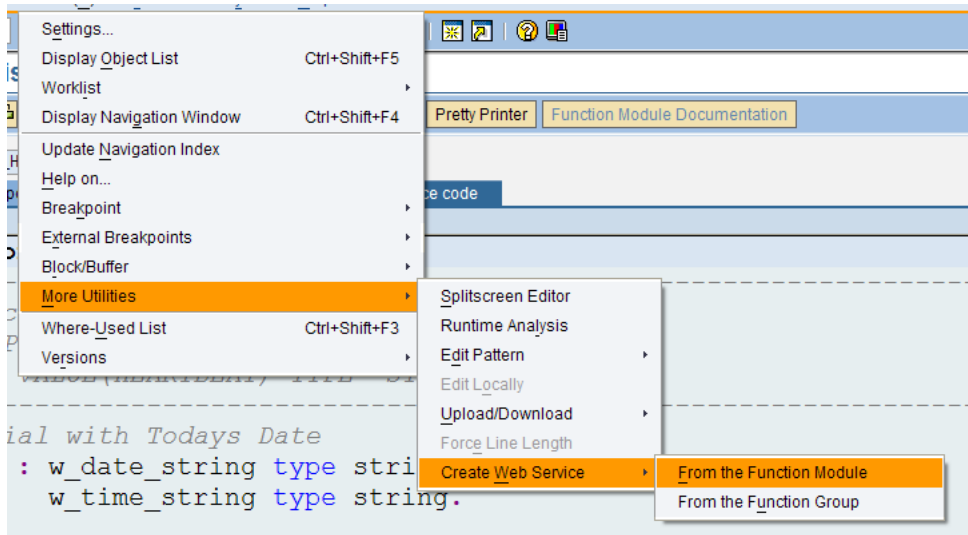 Settings...
Display Object List Ctrl+Shift+F5
Worklist
Display Navigation Window Ctrl+Shift+F4
Pretty Printer Function Module Documentation
Update Navigation Index
Help on...
Breakpoint
ce code
External Breakpoints
Block/Buffer
More Utilities
Where-Used List Ctrl+Shift+F3
Versions
Splitscreen Editor
Runtime Analysis
Edit Pattern
Edit Locally
Upload/Download
Force Line Length
Create Web Service
From the Function Module
From the Function Group
ial with Todays Date
: w_date_string type stri
w_time_string type string.